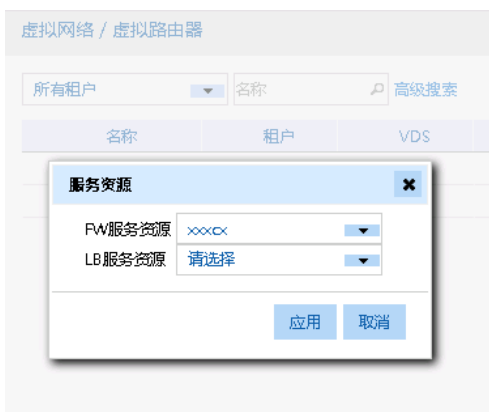 虚拟网络 / 虚拟路由器
所有租户 名称 高级搜索
名称 租户 VDS
服务资源
FW服务资源 xxxcx
LB服务资源 请选择
应用 取消